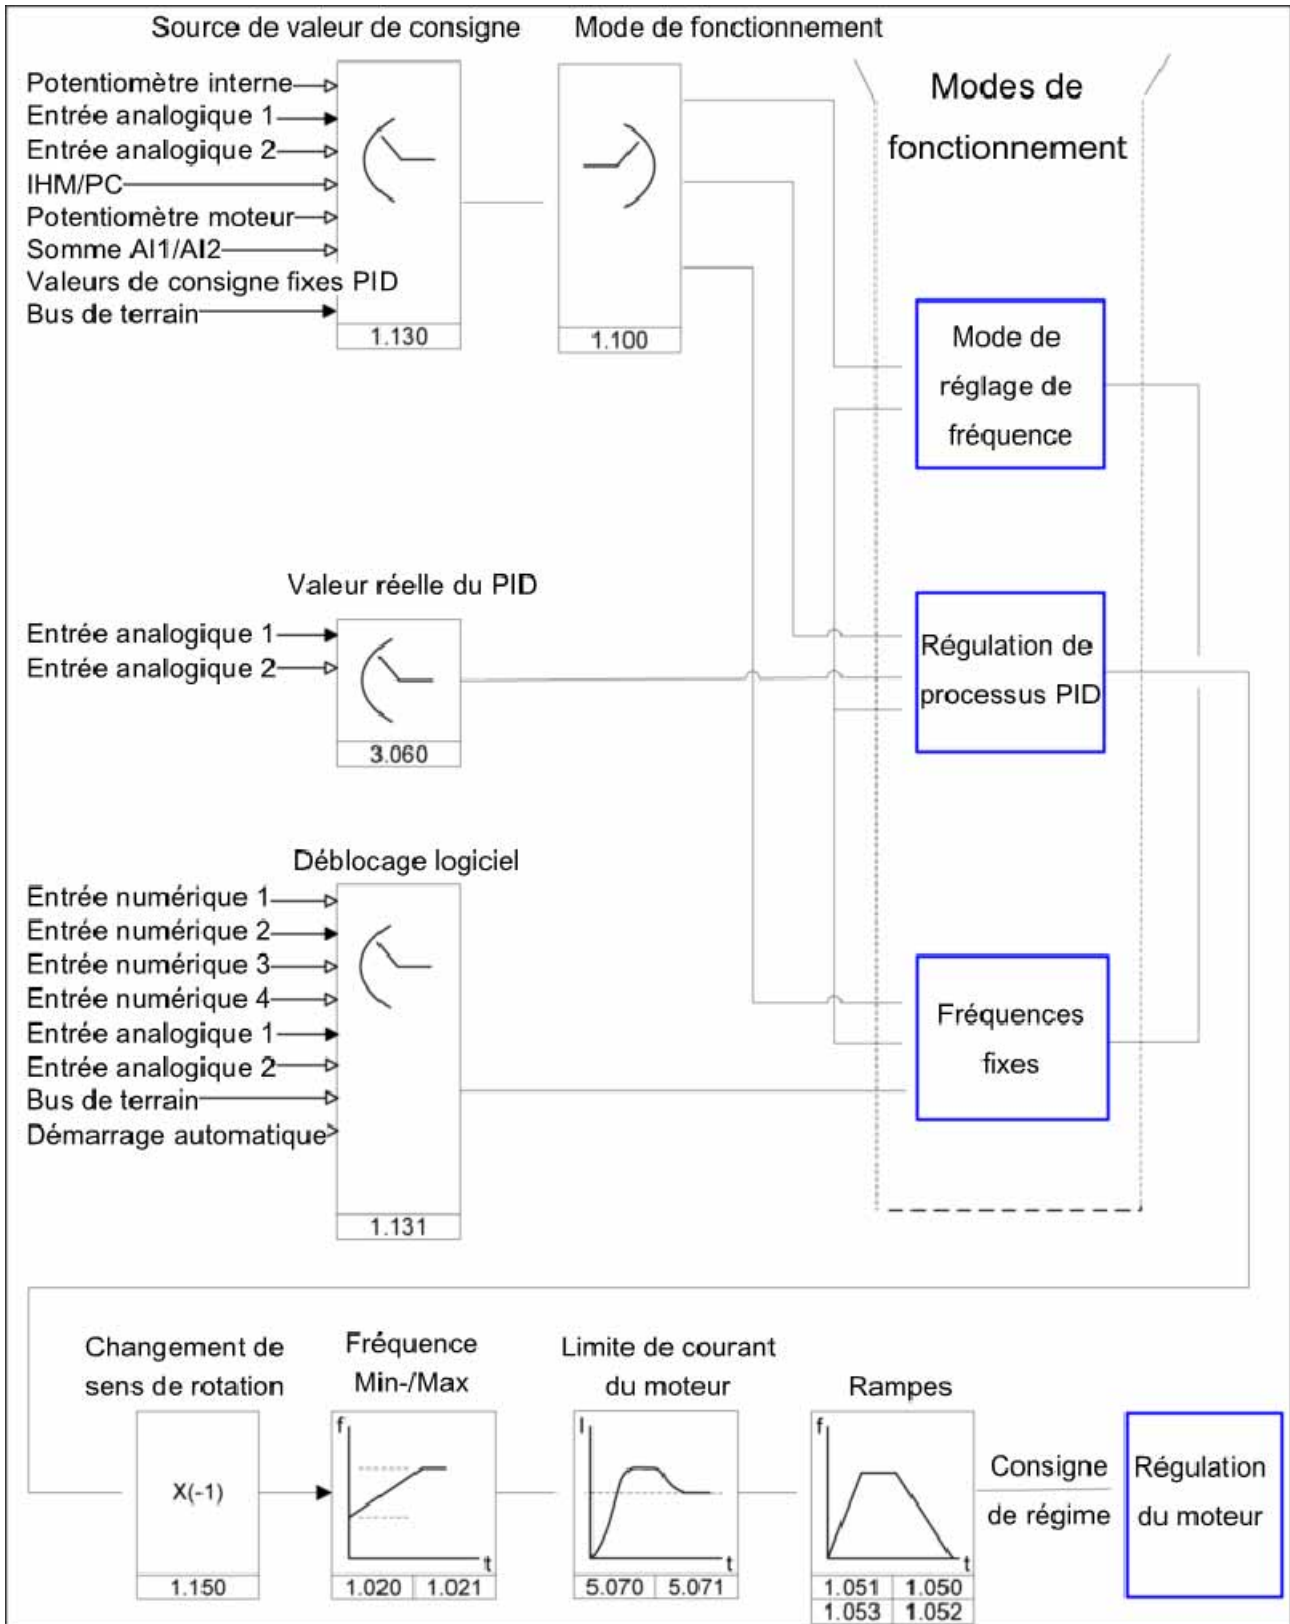 Source de valeur de consigne
Mode de fonctionnement
Modes de
fonctionnement
Potentiomètre interne
Entrée analogique 1
Entrée analogique 2
IHM/PC
Potentiomètre moteur
Somme AI1/AI2
Valeurs de consigne fixes PID
Bus de terrain
1.130
1.100
Mode de
réglage de
fréquence
Valeur réelle du PID
Entrée analogique 1
Entrée analogique 2
3.060
Régulation de
processus PID
Déblocage logiciel
Entrée numérique 1
Entrée numérique 2
Entrée numérique 3
Entrée numérique 4
Entrée analogique 1
Entrée analogique 2
Bus de terrain
Démarrage automatique
1.131
Fréquences
fixes
Changement de
sens de rotation
X(-1)
1.150
Fréquence
Min-/Max
f
t
1.020 1.021
Limite de courant
du moteur
I
t
5.070 5.071
Rampes
f
t
1.051 1.050
1.053 1.052
Consigne
de régime
Régulation
du moteur